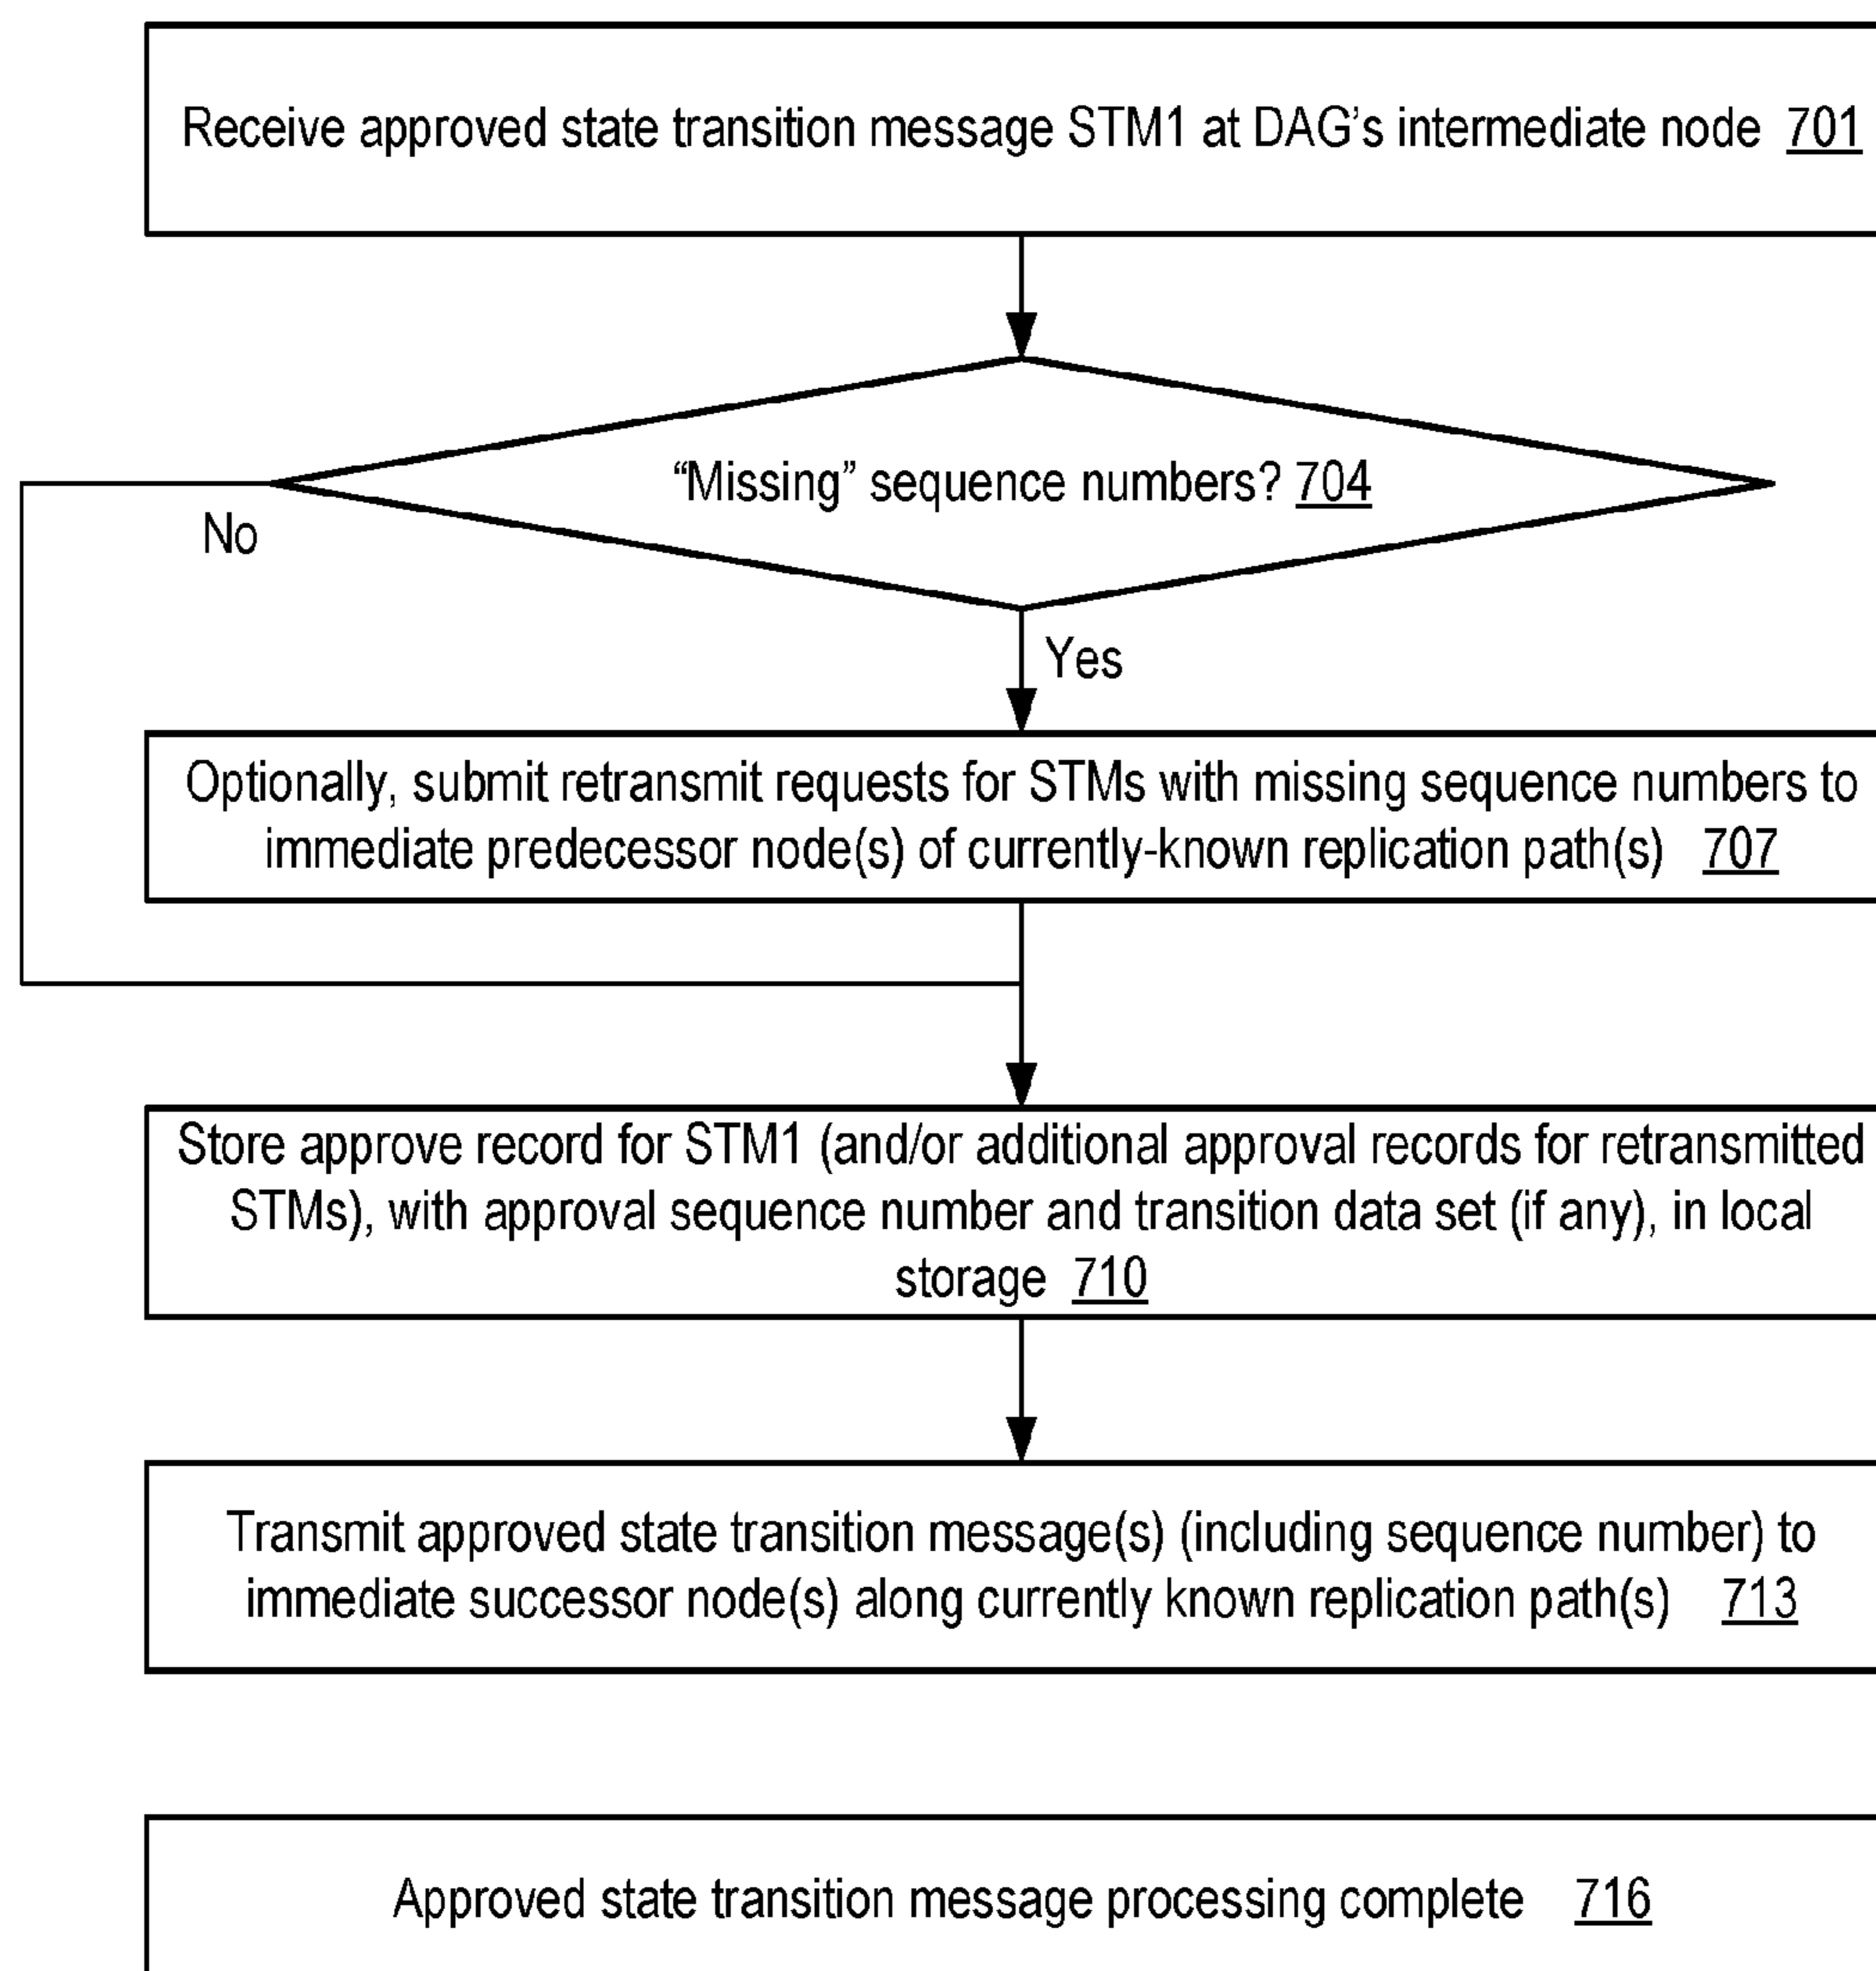 Receive approved state transition message STM1 at DAG’s intermediate node 701
“Missing” sequence numbers? 704
No
Yes
Optionally, submit retransmit requests for STMs with missing sequence numbers to
immediate predecessor node(s) of currently-known replication path(s) 707
Store approve record for STM1 (and/or additional approval records for retransmitted
STMs), with approval sequence number and transition data set (if any), in local
storage 710
Transmit approved state transition message(s) (including sequence number) to
immediate successor node(s) along currently known replication path(s) 713
Approved state transition message processing complete 716